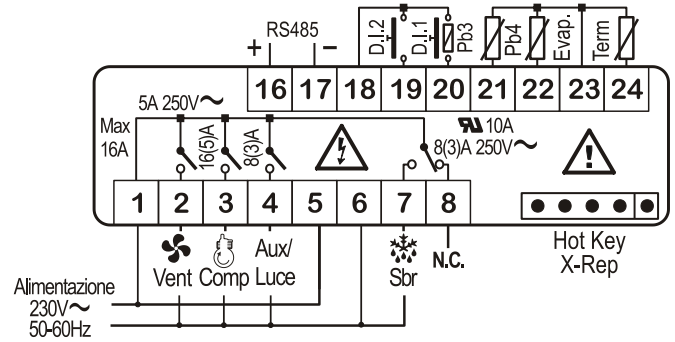 RS485
+ −
D.I.2
D.I.1
Pb3
Pb4
Evap.
Term
16 17 18 19 20 21 22 23 24
5A 250V~
Max
16A
16(5)A
8(3)A
10A
8(3)A 250V~
1 2 3 4 5 6 7 8
Vent
Comp
Aux/
Luce
Sbr
N.C.
Hot Key
X-Rep
Alimentazione
230V~
50-60Hz